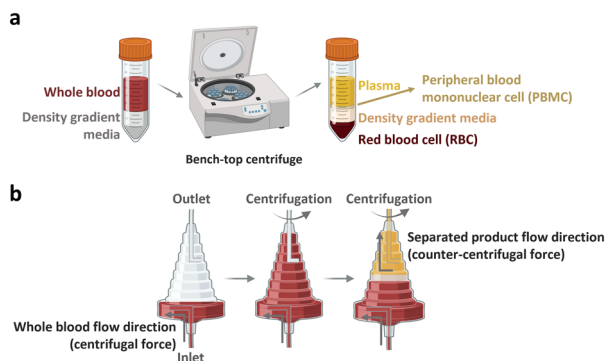 a
Whole blood
Density gradient
media
Bench-top centrifuge
Plasma
Peripheral blood
mononuclear cell (PBMC)
Density gradient media
Red blood cell (RBC)
b
Outlet
Centrifugation
Centrifugation
Separated product flow direction
(counter-centrifugal force)
Whole blood flow direction
(centrifugal force)
Inlet